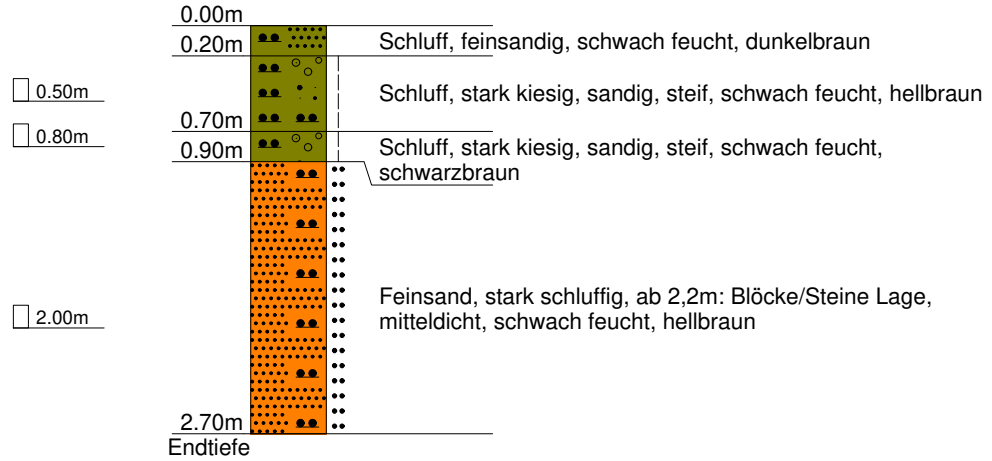 0.00m
0.20m
Schluff, feinsandig, schwach feucht, dunkelbraun
0.50m
Schluff, stark kiesig, sandig, steif, schwach feucht, hellbraun
0.70m
0.80m
0.90m
Schluff, stark kiesig, sandig, steif, schwach feucht,
schwarzbraun
2.00m
Feinsand, stark schluffig, ab 2,2m: Blöcke/Steine Lage,
mitteldicht, schwach feucht, hellbraun
2.70m
Endtiefe